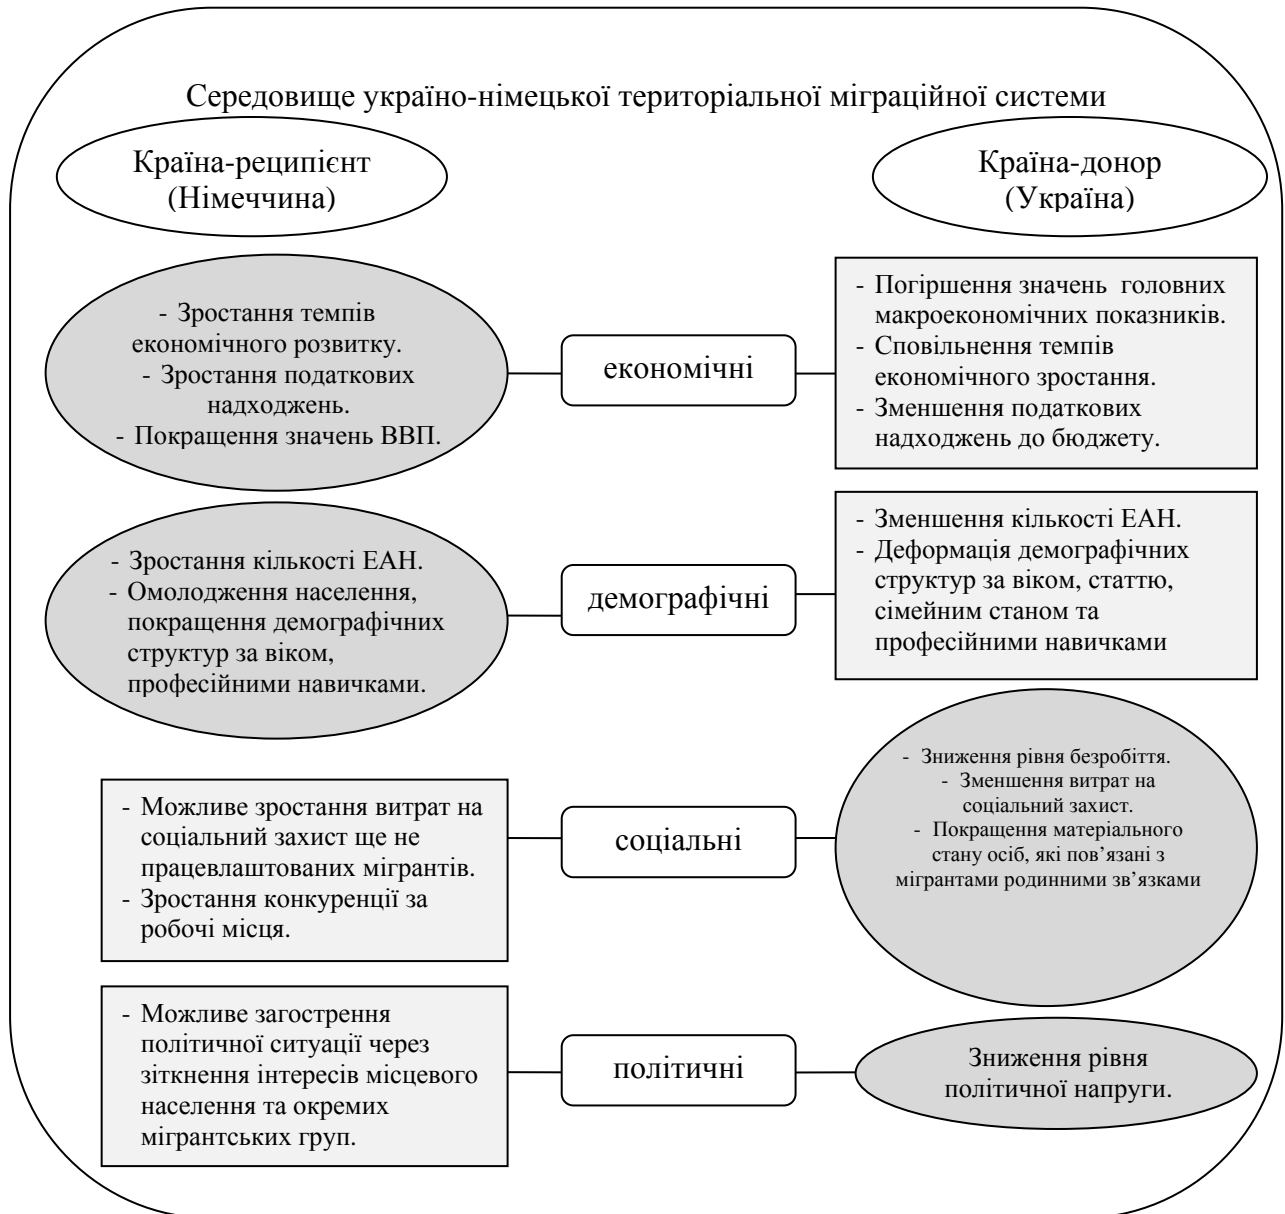 Середовище україно-німецької територіальної міграційної системи
Країна-реципієнт
(Німеччина)
Країна-донор
(Україна)
- Зростання темпів
економічного розвитку.
- Зростання податкових
надходжень.
- Покращення значень ВВП.
економічні
- Погіршення значень головних
макроекономічних показників.
- Сповільнення темпів
економічного зростання.
- Зменшення податкових
надходжень до бюджету.
- Зростання кількості ЕАН.
- Омолодження населення,
покращення демографічних
структур за віком,
професійними навичками.
демографічні
- Зменшення кількості ЕАН.
- Деформація демографічних
структур за віком, статтю,
сімейним станом та
професійними навичками
- Можливе зростання витрат на
соціальний захист ще не
працевлаштованих мігрантів.
- Зростання конкуренції за
робочі місця.
соціальні
- Зниження рівня безробіття.
- Зменшення витрат на
соціальний захист.
- Покращення матеріального
стану осіб, які пов’язані з
мігрантами родинними зв’язками
- Можливе загострення
політичної ситуації через
зіткнення інтересів місцевого
населення та окремих
мігрантських груп.
політичні
Зниження рівня
політичної напруги.